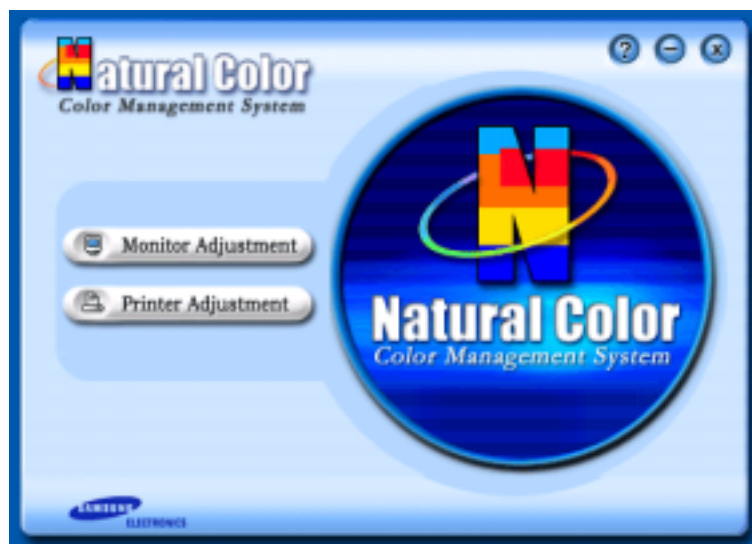 Natural Color
Color Management System
Monitor Adjustment
Printer Adjustment
N
Natural Color
Color Management System
SAMSUNG
ELECTRONICS